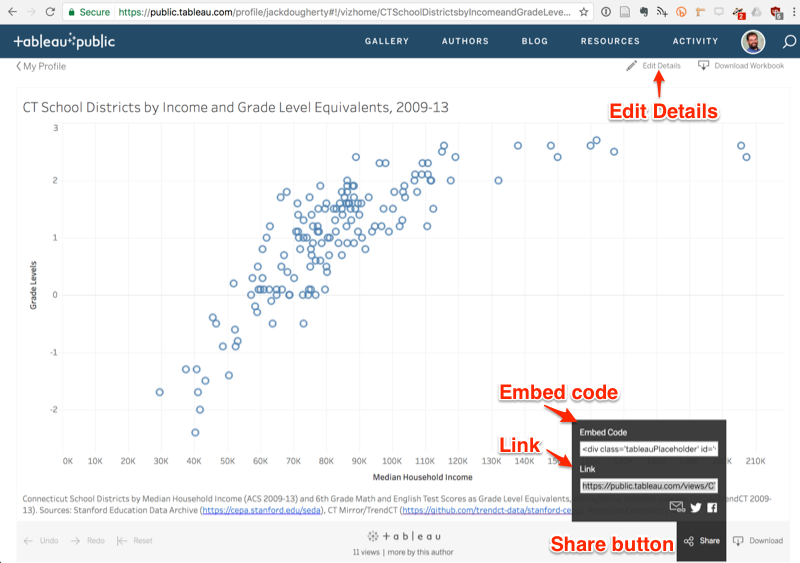 Secure https://public.tableau.com/profile/jackdougherty#!/vizhome/CTSchoolDistrictsbyIncomeandGradeLeve...
+ableau+public
GALLERY AUTHORS BLOG RESOURCES ACTIVITY
My Profile
Edit Details Download Workbook
Edit Details
CT School Districts by Income and Grade Level Equivalents, 2009-13
3
2
1
0
-1
-2
Grade Levels
0K 10K 20K 30K 40K 50K 60K 70K 80K 90K 100K 110K 120K 130K 140K 150K 210K
Median Household Income
Embed code
Embed Code
<div class='tableauPlaceholder' id='
Link
Link
https://public.tableau.com/views/C
Connecticut School Districts by Median Household Income (ACS 2009-13) and 6th Grade Math and English Test Scores as Grade Level Equivalents, endCT 2009-
13). Sources: Stanford Education Data Archive (https://cepa.stanford.edu/seda), CT Mirror/TrendCT (https://github.com/trendct-data/stanford-ce
Undo Redo Reset
+ a b l e a u
11 views | more by this author
Share button
Share Download